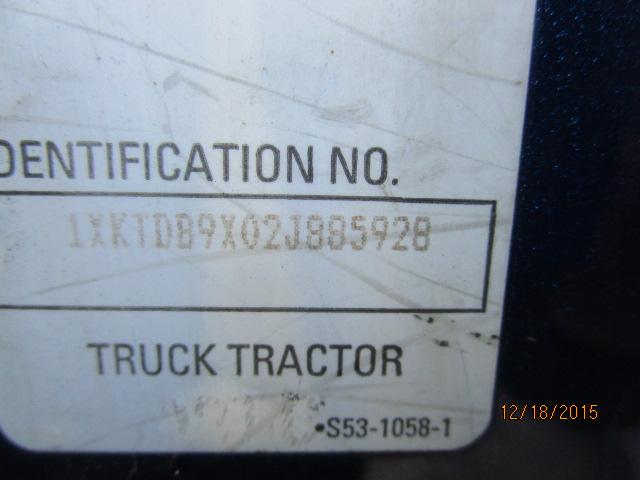 DENTIFICATION NO.
1XKTDB9X02J885928
TRUCK TRACTOR
•S53-1058-1
12/18/2015